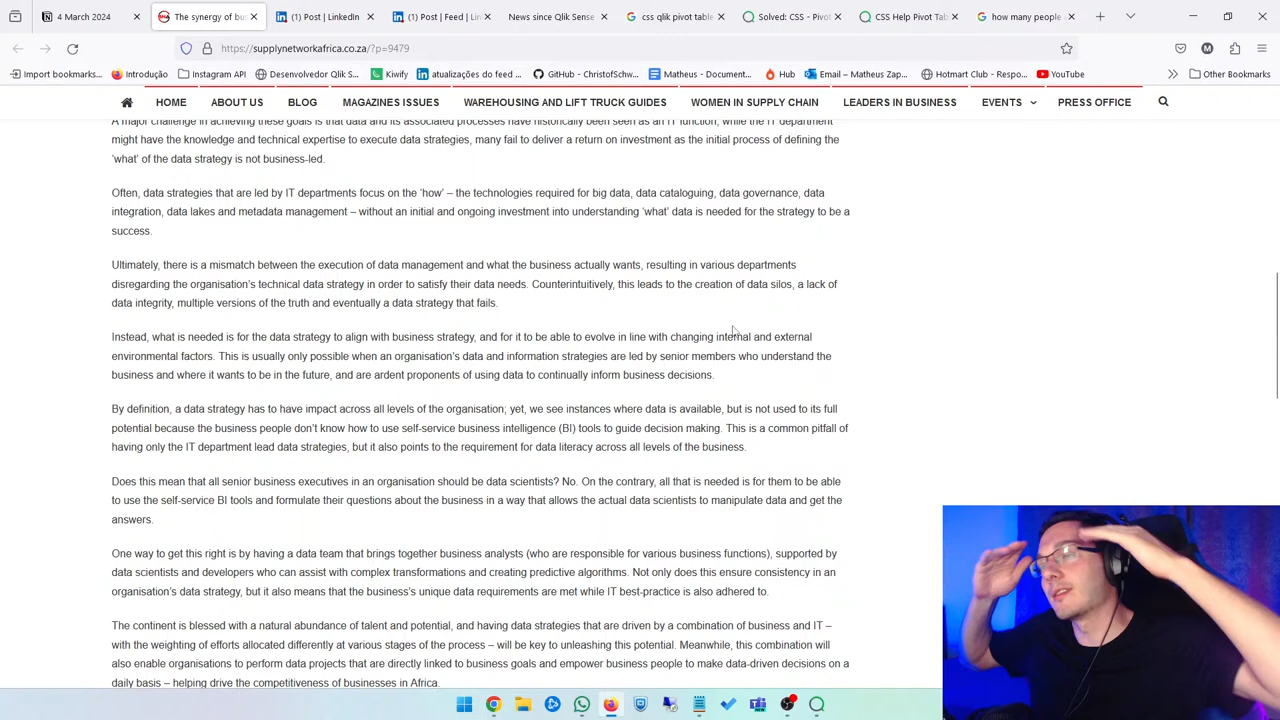 4 March 2024
The synergy of bus
(1) Post | LinkedIn
(1) Post | Feed | Lin
News since Qlik Sense
css qlik pivot table
Solved: CSS - Pivot
CSS Help Pivot Tab
how many people a
https://supplynetworkafrica.co.za/?p=9479
Import bookmarks...
Introdução
Instagram API
Desenvolvedor Qlik S...
Kiwify
atualizações do feed ...
GitHub - ChristofSchw...
Matheus - Document...
Hub
Email – Matheus Zap...
Hotmart Club - Respo...
YouTube
Other Bookmarks
HOME
ABOUT US
BLOG
MAGAZINES ISSUES
WAREHOUSING AND LIFT TRUCK GUIDES
WOMEN IN SUPPLY CHAIN
LEADERS IN BUSINESS
EVENTS
PRESS OFFICE
A major challenge in achieving these goals is that data and its associated processes have historically been seen as an IT function; while the IT department
might have the knowledge and technical expertise to execute data strategies, many fail to deliver a return on investment as the initial process of defining the
‘what’ of the data strategy is not business-led.
Often, data strategies that are led by IT departments focus on the ‘how’ – the technologies required for big data, data cataloguing, data governance, data
integration, data lakes and metadata management – without an initial and ongoing investment into understanding ‘what’ data is needed for the strategy to be a
success.
Ultimately, there is a mismatch between the execution of data management and what the business actually wants, resulting in various departments
disregarding the organisation’s technical data strategy in order to satisfy their data needs. Counterintuitively, this leads to the creation of data silos, a lack of
data integrity, multiple versions of the truth and eventually a data strategy that fails.
Instead, what is needed is for the data strategy to align with business strategy, and for it to be able to evolve in line with changing internal and external
environmental factors. This is usually only possible when an organisation’s data and information strategies are led by senior members who understand the
business and where it wants to be in the future, and are ardent proponents of using data to continually inform business decisions.
By definition, a data strategy has to have impact across all levels of the organisation; yet, we see instances where data is available, but is not used to its full
potential because the business people don’t know how to use self-service business intelligence (BI) tools to guide decision making. This is a common pitfall of
having only the IT department lead data strategies, but it also points to the requirement for data literacy across all levels of the business.
Does this mean that all senior business executives in an organisation should be data scientists? No. On the contrary, all that is needed is for them to be able
to use the self-service BI tools and formulate their questions about the business in a way that allows the actual data scientists to manipulate data and get the
answers.
One way to get this right is by having a data team that brings together business analysts (who are responsible for various business functions), supported by
data scientists and developers who can assist with complex transformations and creating predictive algorithms. Not only does this ensure consistency in an
organisation’s data strategy, but it also means that the business’s unique data requirements are met while IT best-practice is also adhered to.
The continent is blessed with a natural abundance of talent and potential, and having data strategies that are driven by a combination of business and IT –
with the weighting of efforts allocated differently at various stages of the process – will be key to unleashing this potential. Meanwhile, this combination will
also enable organisations to perform data projects that are directly linked to business goals and empower business people to make data-driven decisions on a
daily basis – helping drive the competitiveness of businesses in Africa.